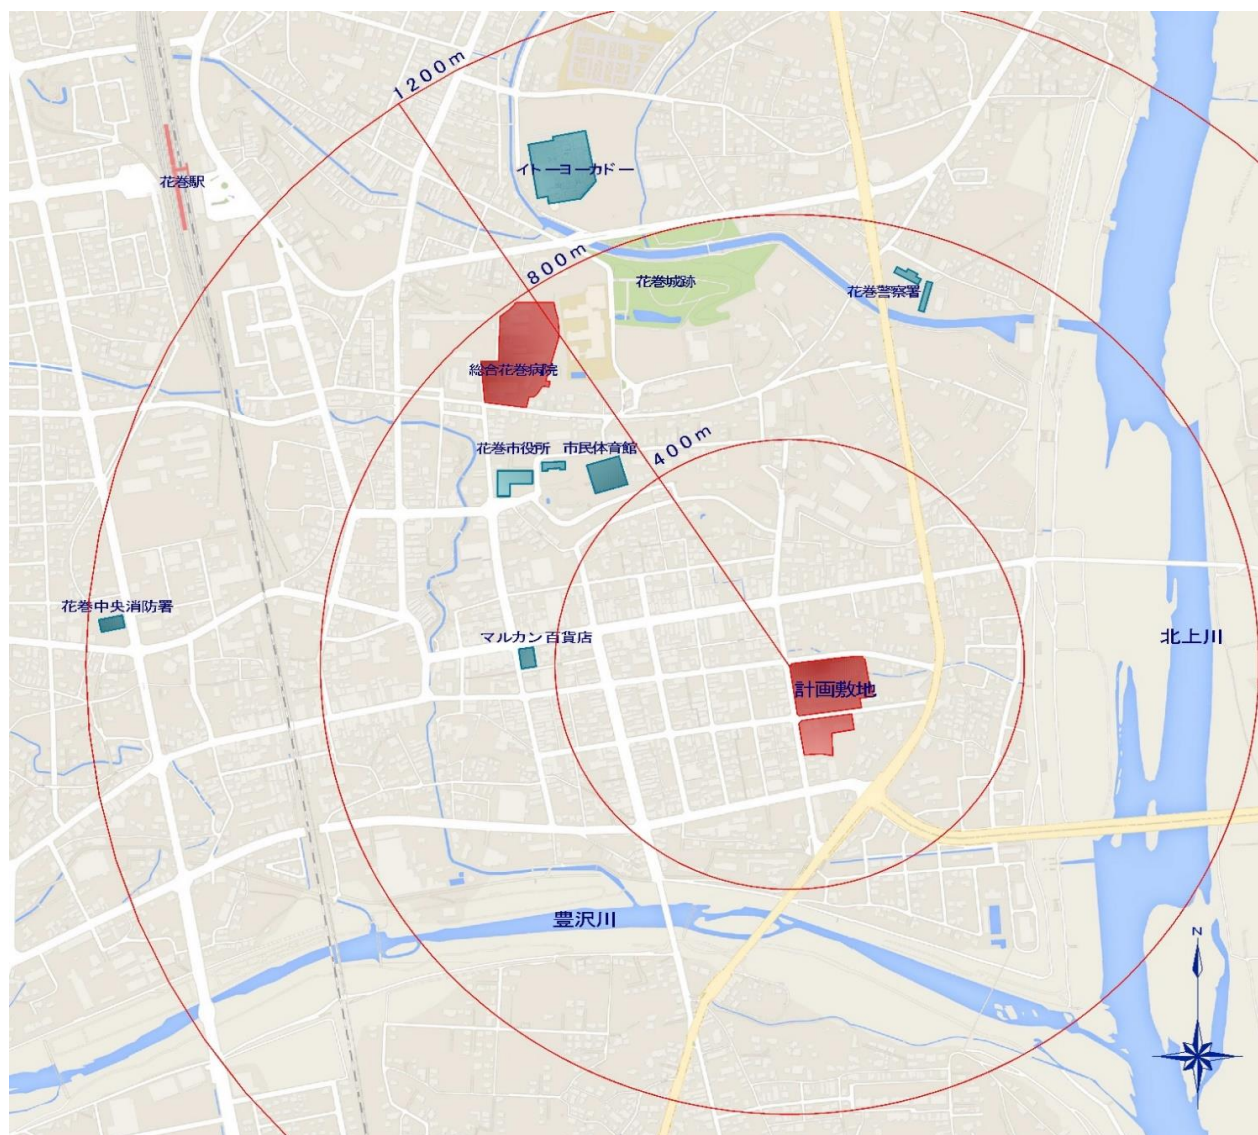 1200m
イトーヨーカドー
花巻駅
800m
花巻城跡
花巻警察署
総合花巻病院
400m
花巻市役所　市民体育館
花巻中央消防署
マルカン百貨店
北上川
計画敷地
豊沢川
N